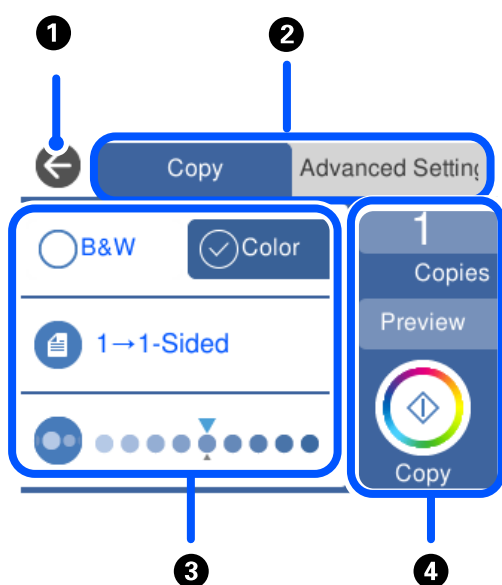 1 2
Copy Advanced Setting
B&W Color
1→1-Sided
1
Copies
Preview
Copy
3 4